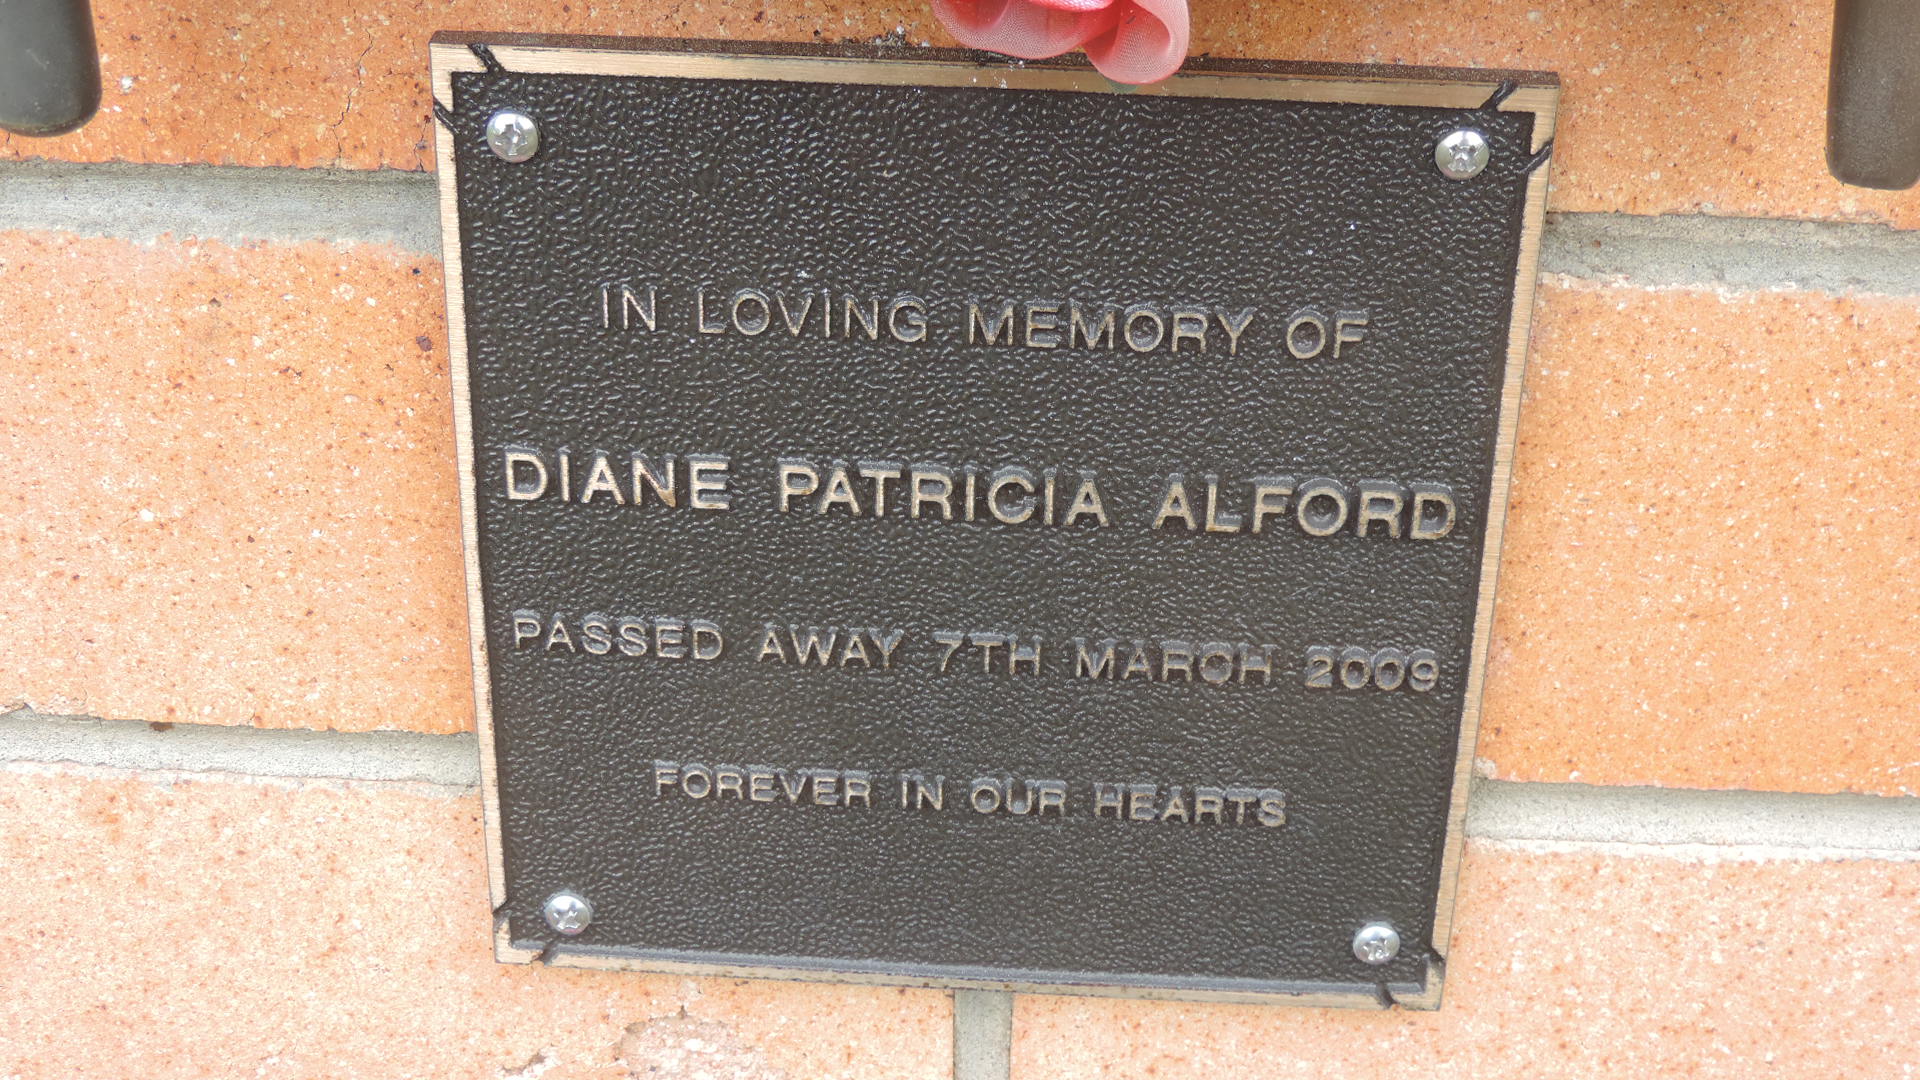 IN LOVING MEMORY OF
DIANE PATRICIA ALFORD
PASSED AWAY 7TH MARCH 2009
FOREVER IN OUR HEARTS